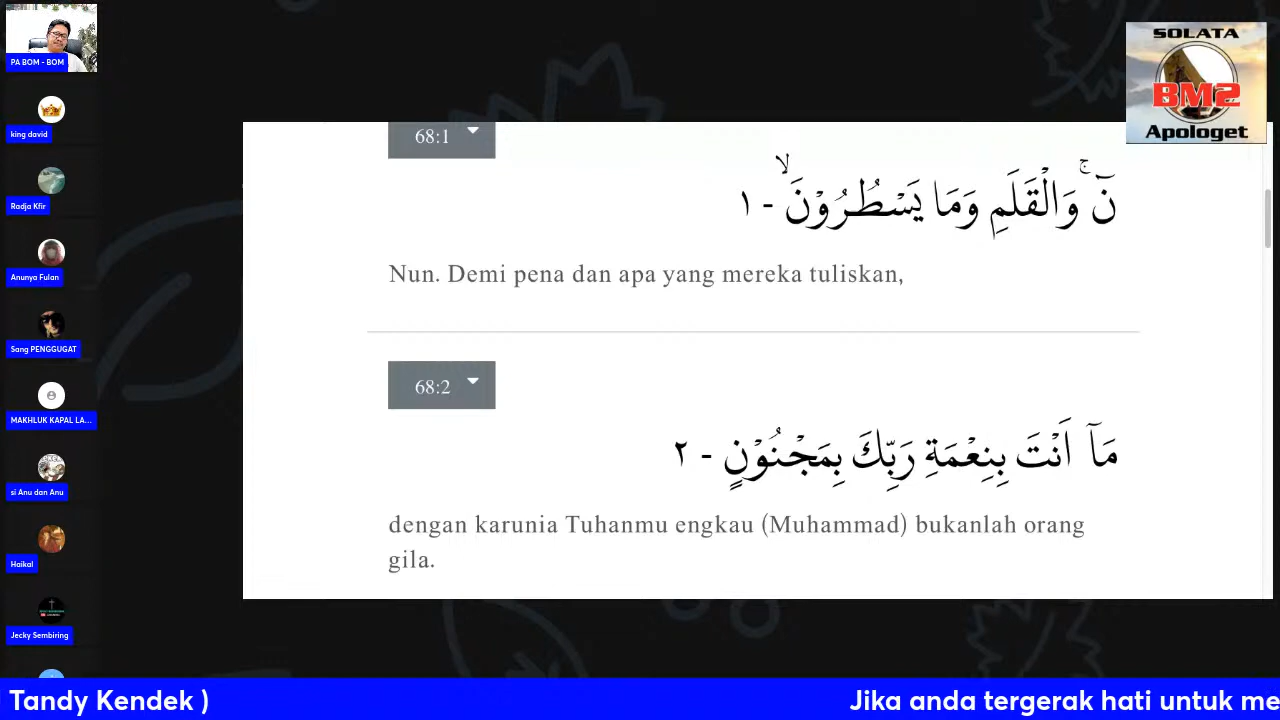 PA BOM - BOM
king david
Radja Kfir
Anunya Fulan
Sang PENGGUGAT
MAKHLUK KAPAL LA...
si Anu dan Anu
Haikal
Jecky Sembiring
SOLATA
BM2
Apologet
68:1
نۤ ۚوَالْقَلَمِ وَمَا يَسْطُرُوْنَۙ - ١
Nun. Demi pena dan apa yang mereka tuliskan,
68:2
مَآ اَنْتَ بِنِعْمَةِ رَبِّكَ بِمَجْنُوْنٍ - ٢
dengan karunia Tuhanmu engkau (Muhammad) bukanlah orang
gila.
Tandy Kendek ) Jika anda tergerak hati untuk me